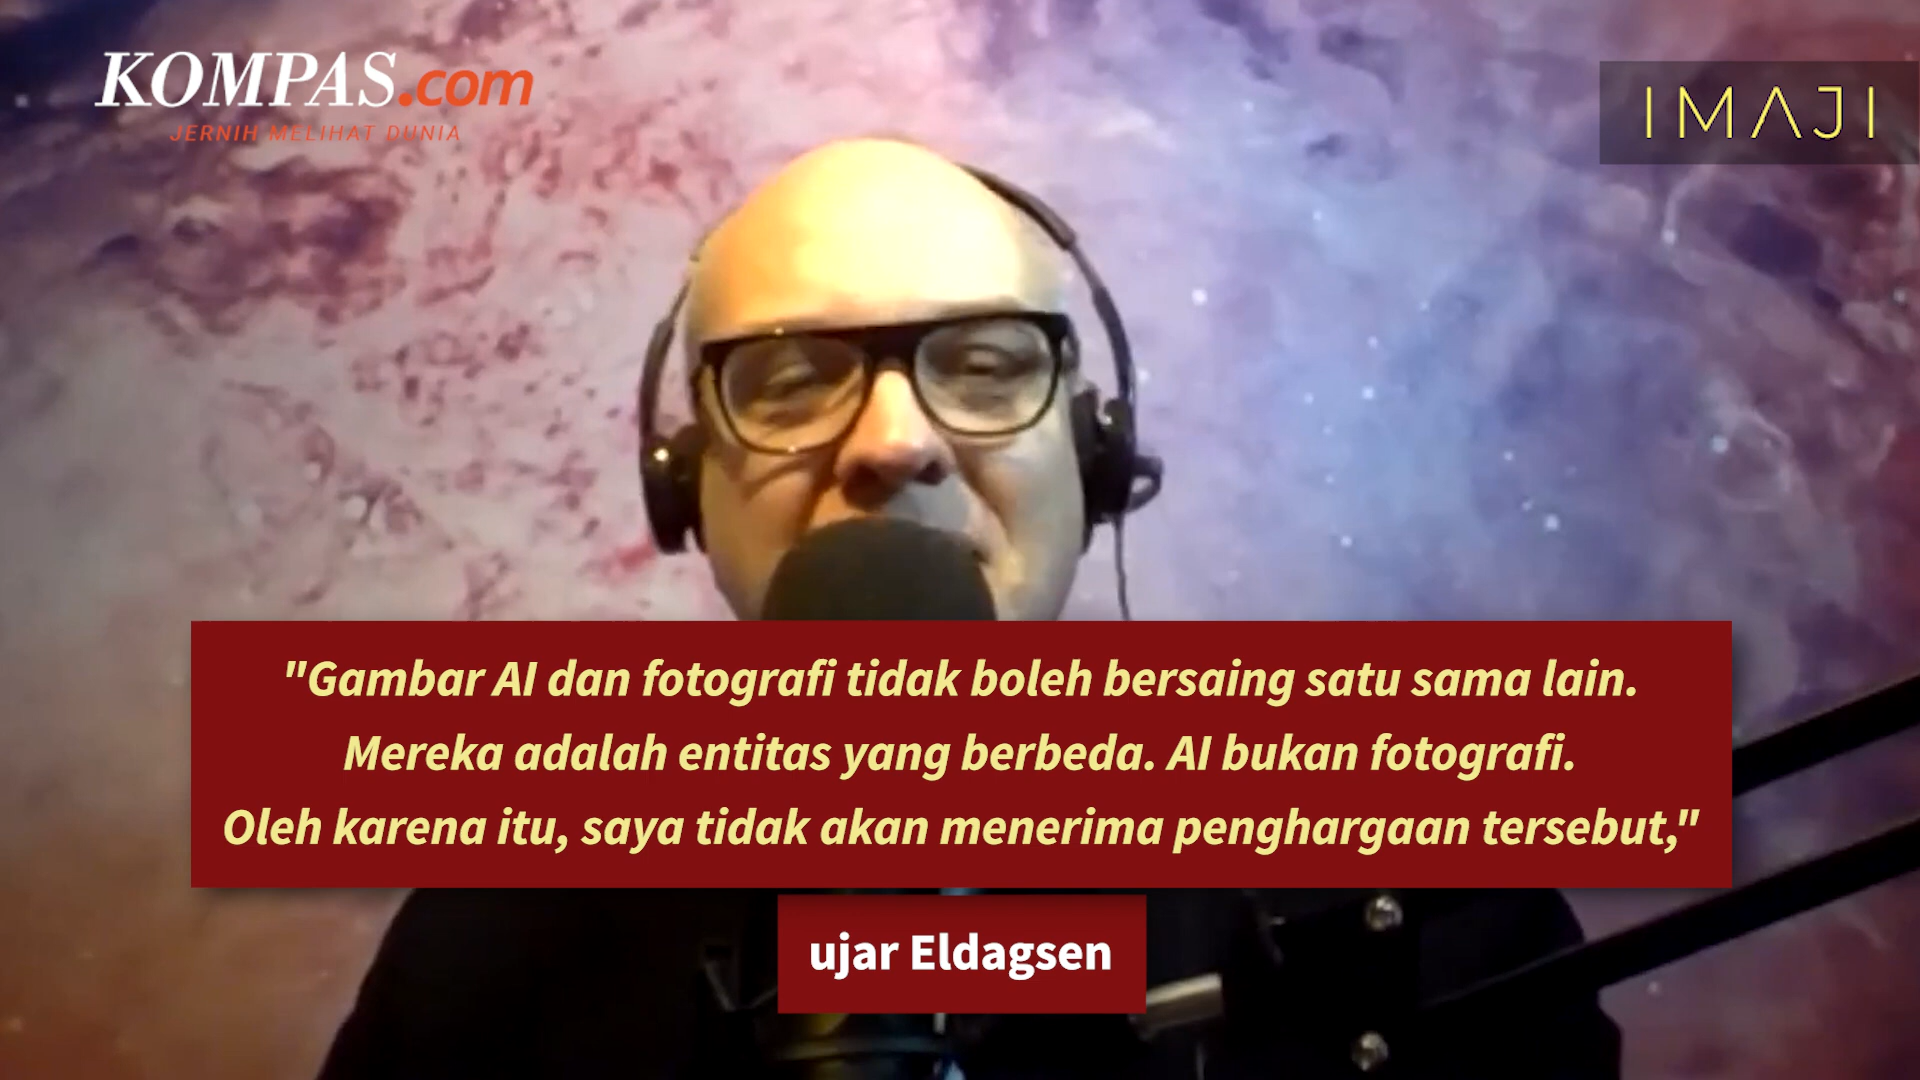 KOMPAS.com
JERNIH MELIHAT DUNIA
IMAJI
"Gambar AI dan fotografi tidak boleh bersaing satu sama lain.
Mereka adalah entitas yang berbeda. AI bukan fotografi.
Oleh karena itu, saya tidak akan menerima penghargaan tersebut,"
ujar Eldagsen